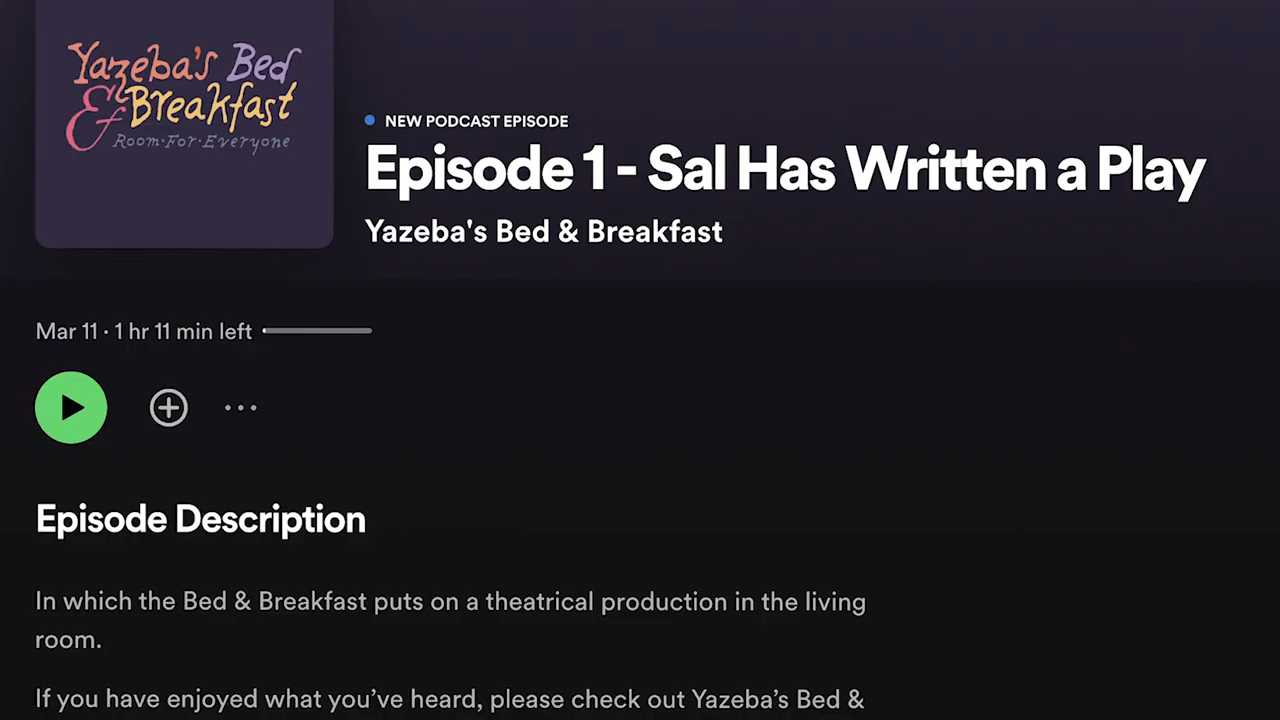 Yazeba's Bed
& Breakfast
Room·For·Everyone
NEW PODCAST EPISODE
Episode 1 - Sal Has Written a Play
Yazeba's Bed & Breakfast
Mar 11 · 1 hr 11 min left
Episode Description
In which the Bed & Breakfast puts on a theatrical production in the living
room.
If you have enjoyed what you’ve heard, please check out Yazeba’s Bed &